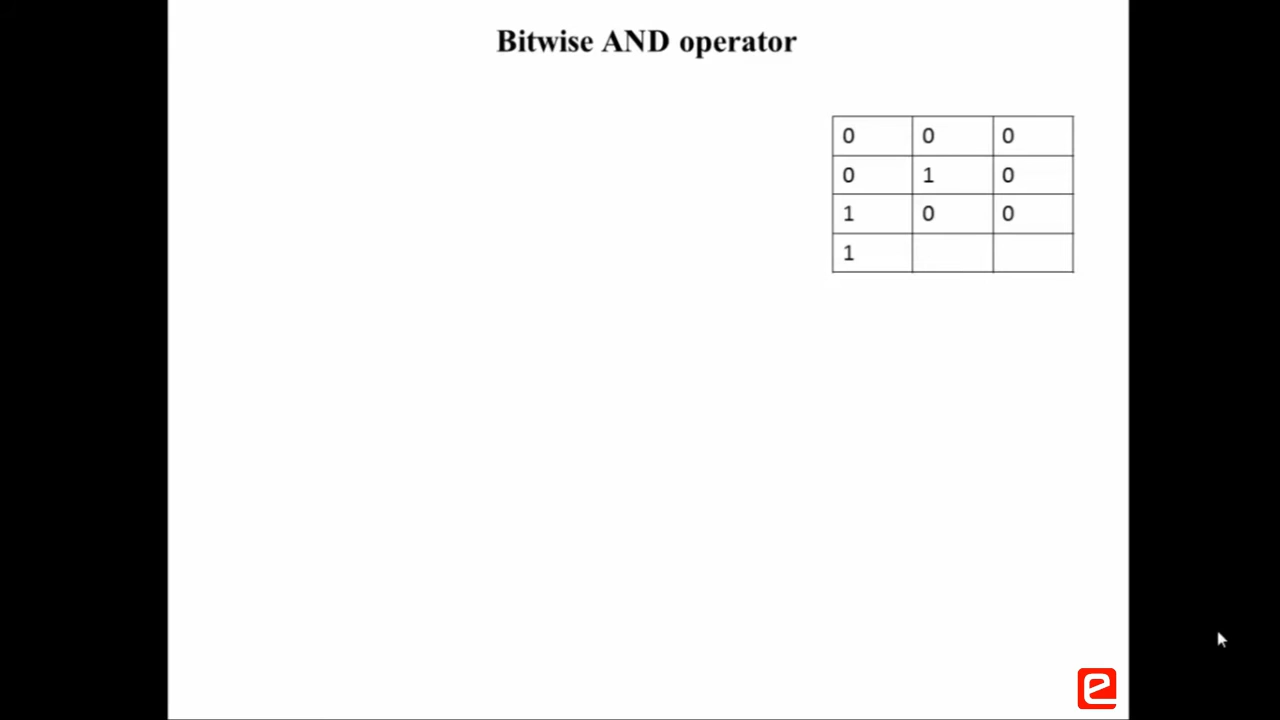 Bitwise AND operator
0 0 0
0 1 0
1 0 0
1
e